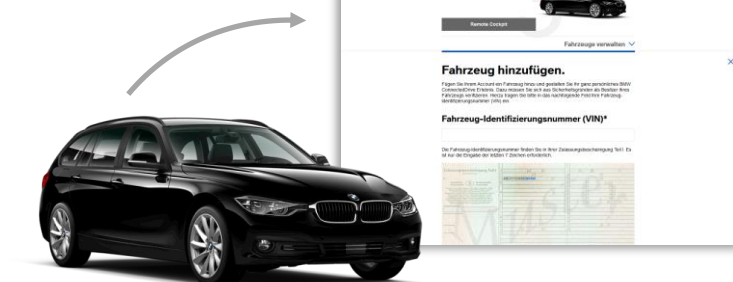 Remote Cockpit
Fahrzeuge verwalten
Fahrzeug hinzufügen.
Fügen Sie Ihrem Account ein Fahrzeug hinzu und genießen Sie Ihr ganz persönliches BMW
ConnectedDrive Erlebnis. Dazu müssen Sie sich aus Sicherheitsgründen als Besitzer Ihres
Fahrzeugs verifizieren. Hierzu tragen Sie bitte in das nachfolgende Feld Ihre Fahrzeug-
Identifizierungsnummer (VIN) ein.
Fahrzeug-Identifizierungsnummer (VIN)*
Die Fahrzeug-Identifizierungsnummer finden Sie in Ihrer Zulassungsbescheinigung Teil I. Es
ist nur die Eingabe der letzten 7 Zeichen erforderlich.
Muster